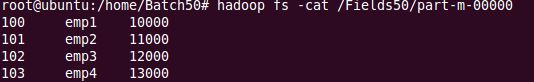 root@ubuntu:/home/Batch50# hadoop fs -cat /Fields50/part-m-00000
100     emp1    10000
101     emp2    11000
102     emp3    12000
103     emp4    13000